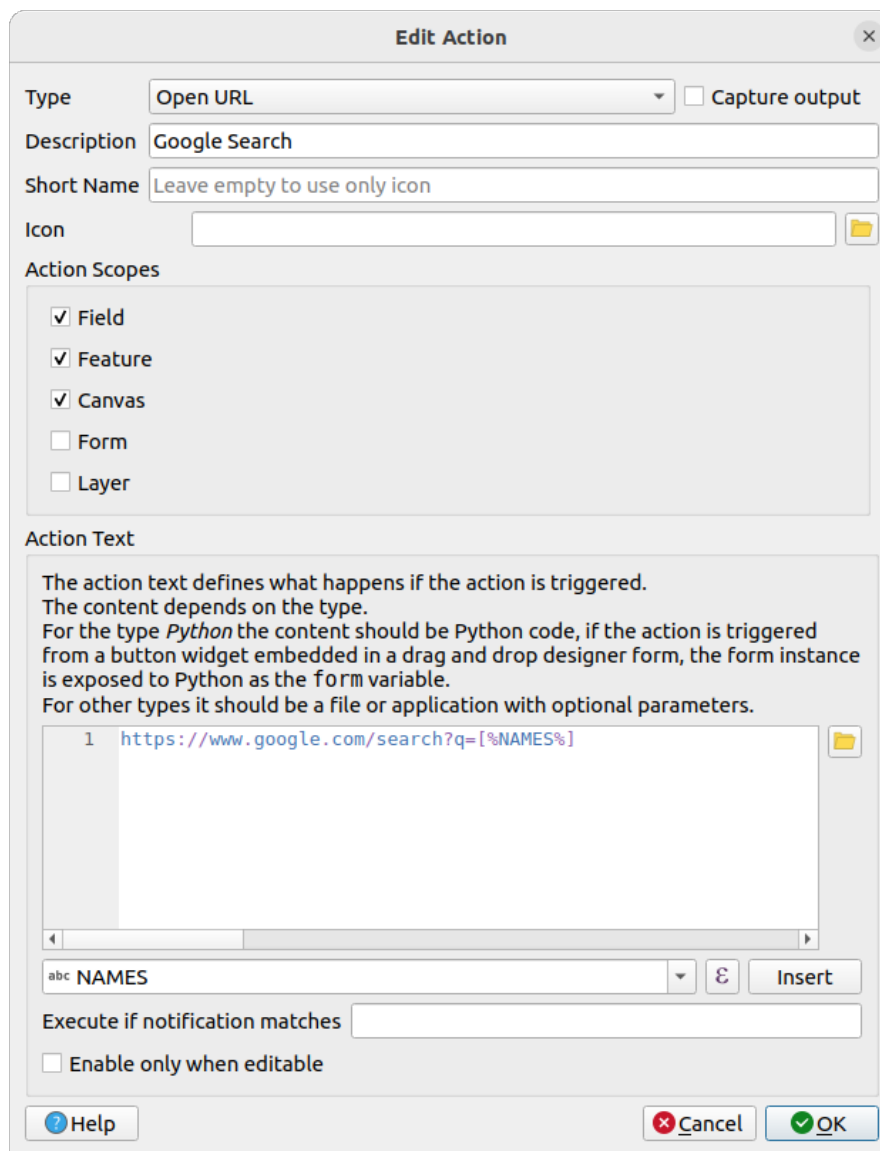 Edit Action
Type Open URL Capture output
Description Google Search
Short Name Leave empty to use only icon
Icon
Action Scopes
Field
Feature
Canvas
Form
Layer
Action Text
The action text defines what happens if the action is triggered.
The content depends on the type.
For the type Python the content should be Python code, if the action is triggered
from a button widget embedded in a drag and drop designer form, the form instance
is exposed to Python as the form variable.
For other types it should be a file or application with optional parameters.
1 https://www.google.com/search?q=[%NAMES%]
abc NAMES ε Insert
Execute if notification matches
Enable only when editable
Help Cancel OK